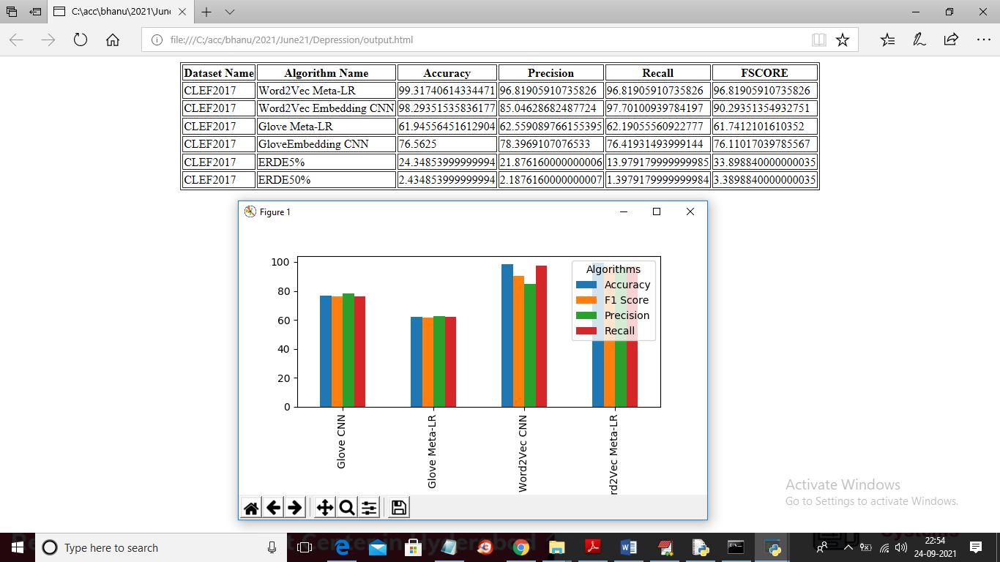 C:\acc\bhanu\2021\June
file:///C:/acc/bhanu/2021/June21/Depression/output.html
Dataset Name Algorithm Name Accuracy Precision Recall FSCORE
CLEF2017 Word2Vec Meta-LR 99.31740614334471 96.81905910735826 96.81905910735826 96.81905910735826
CLEF2017 Word2Vec Embedding CNN 98.29351535836177 85.04628682487724 97.70100939784197 90.29351354932751
CLEF2017 Glove Meta-LR 61.94556451612904 62.559089766155395 62.19055560922777 61.7412101610352
CLEF2017 GloveEmbedding CNN 76.5625 78.3969107076533 76.41931493999144 76.11017039785567
CLEF2017 ERDE5% 24.34853999999994 21.876160000000006 13.979179999999985 33.898840000000035
CLEF2017 ERDE50% 2.434853999999994 2.1876160000000007 1.3979179999999984 3.3898840000000035
Figure 1
100
80
60
40
20
0
Algorithms
Accuracy
F1 Score
Precision
Recall
Glove CNN
Glove Meta-LR
Word2Vec CNN
rd2Vec Meta-LR
Activate Windows
Go to Settings to activate Windows.
Type here to search
22:54
24-09-2021